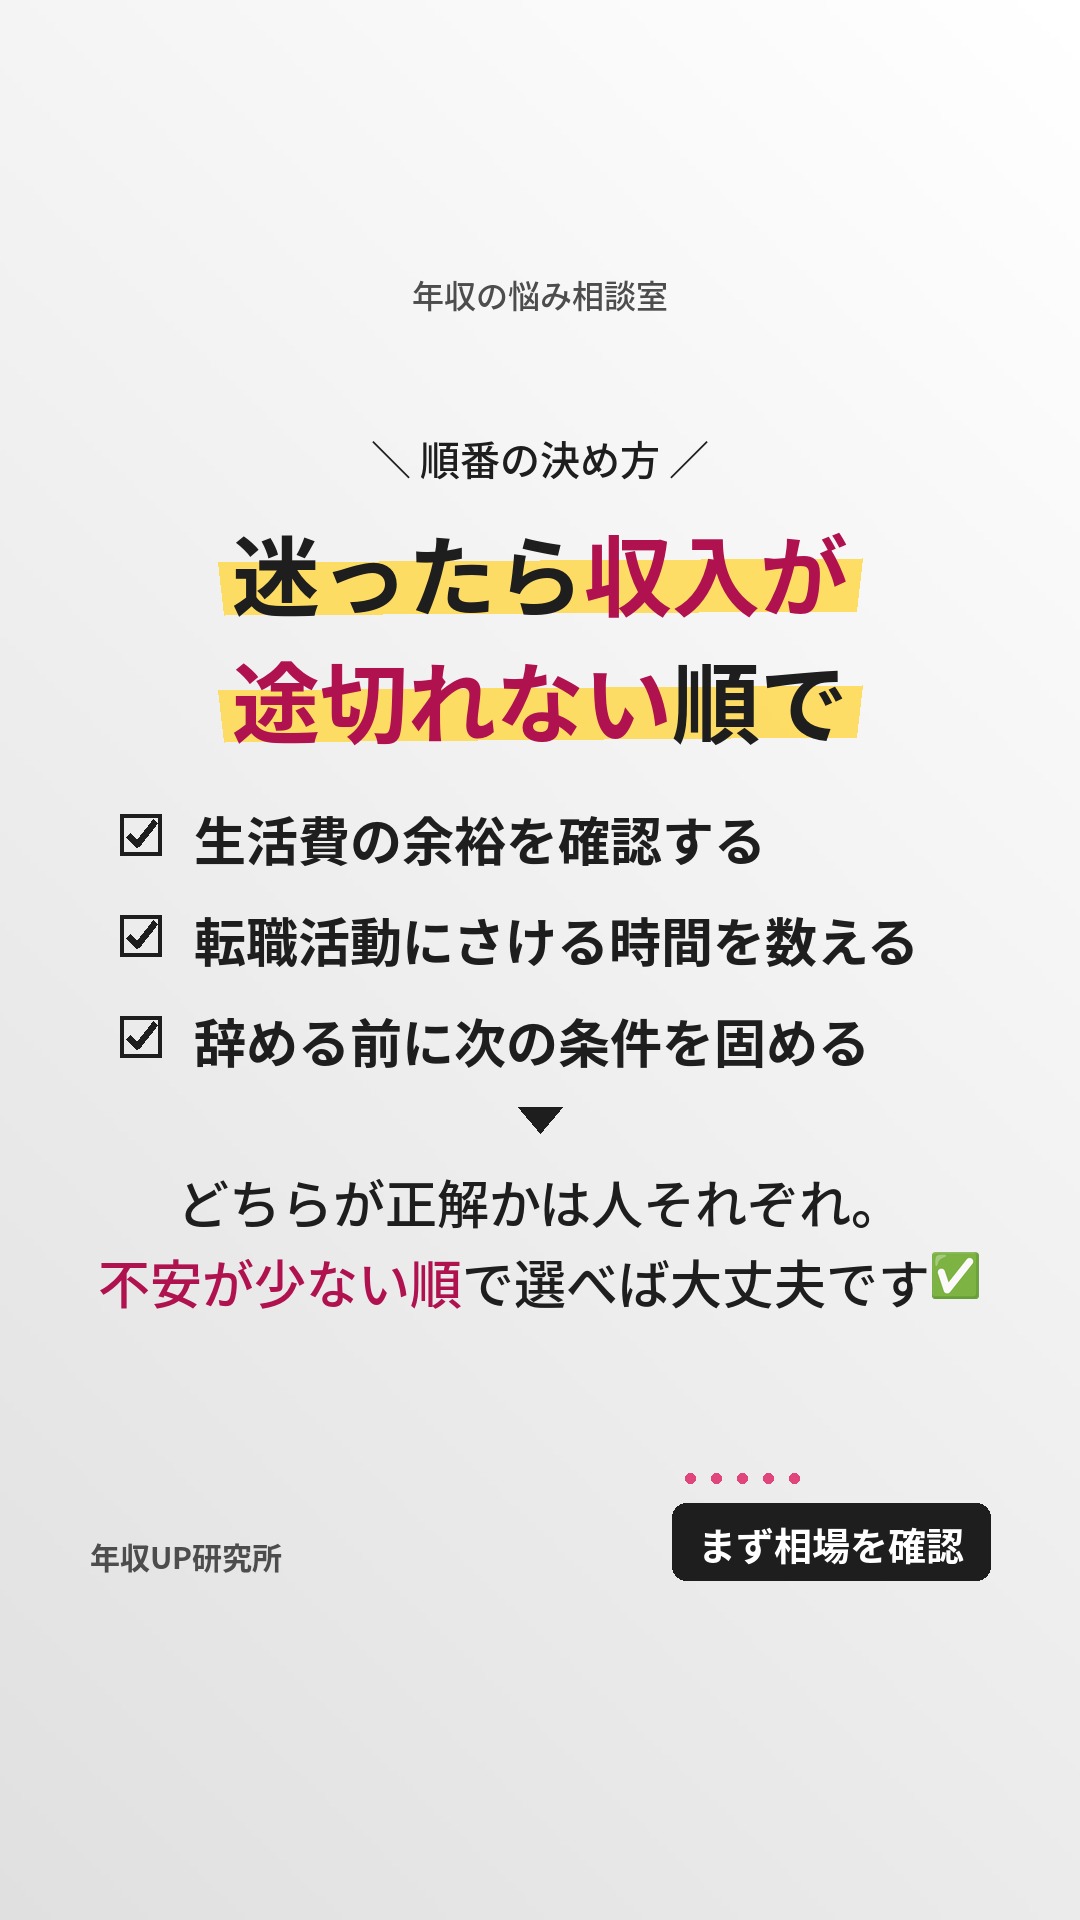 年収の悩み相談室
＼ 順番の決め方 ／
迷ったら収入が
途切れない順で
生活費の余裕を確認する
転職活動にさける時間を数える
辞める前に次の条件を固める
どちらが正解かは人それぞれ。
不安が少ない順で選べば大丈夫です✅
年収UP研究所
まず相場を確認